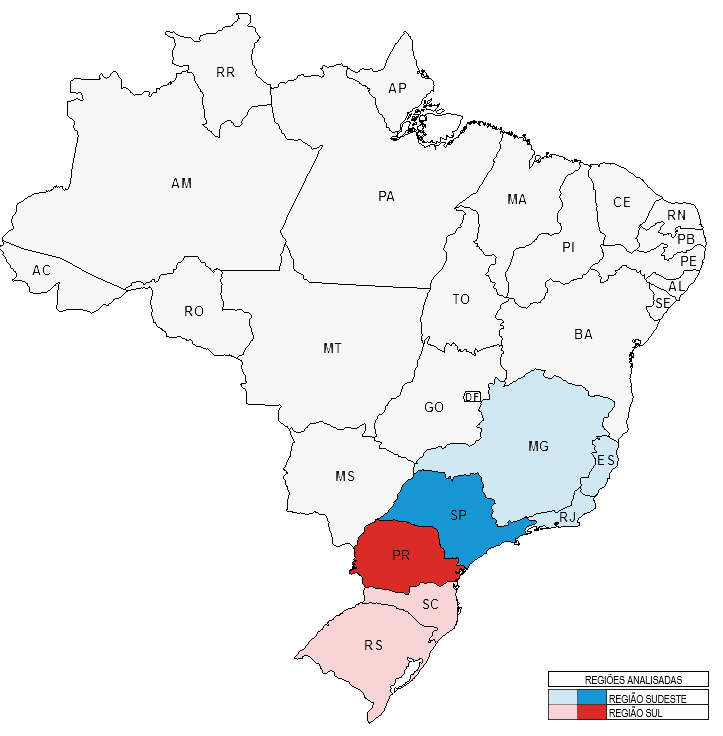 RR
AP
AM
PA
MA
CE
RN
PB
PE
PI
AL
SE
AC
RO
TO
BA
MT
GO
DF
MG
ES
MS
SP
RJ
PR
SC
RS
REGIÕES ANALISADAS
REGIÃO SUDESTE
REGIÃO SUL